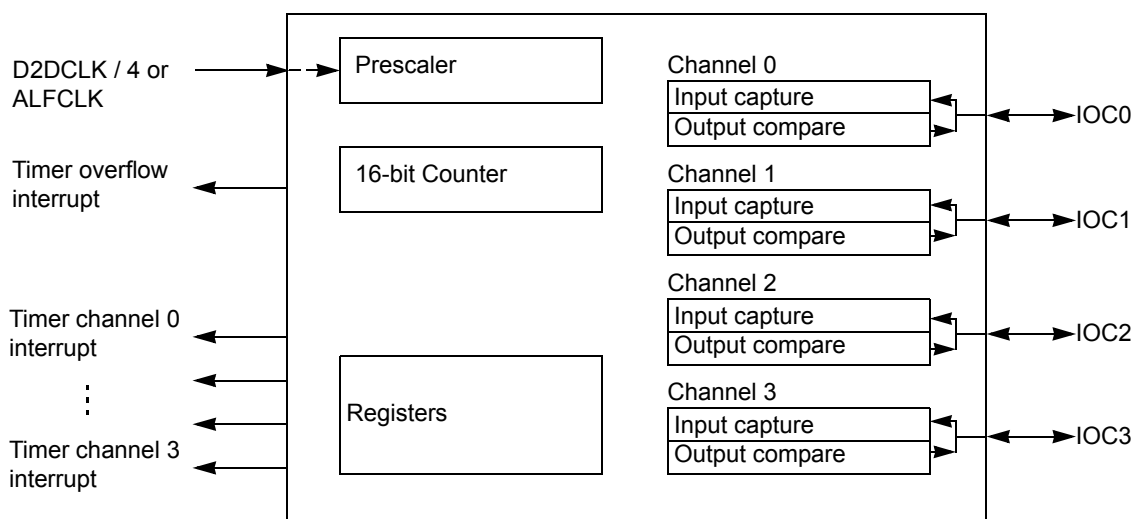 D2DCLK / 4 or
ALFCLK
Timer overflow
interrupt
Timer channel 0
interrupt
Timer channel 3
interrupt
Prescaler
16-bit Counter
Registers
Channel 0
Input capture
Output compare
IOC0
Channel 1
Input capture
Output compare
IOC1
Channel 2
Input capture
Output compare
IOC2
Channel 3
Input capture
Output compare
IOC3